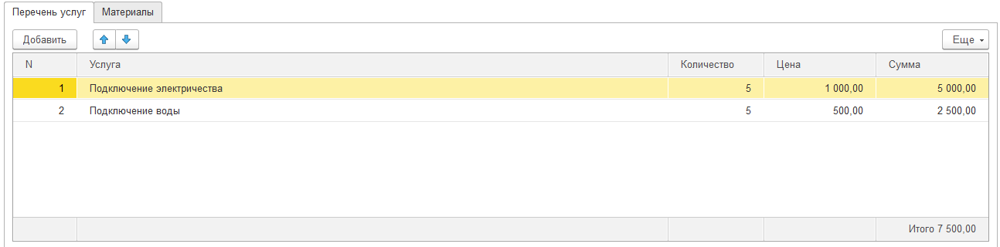 Перечень услуг Материалы
Добавить Еще
N Услуга Количество Цена Сумма
1 Подключение электричества 5 1 000,00 5 000,00
2 Подключение воды 5 500,00 2 500,00
Итого 7 500,00